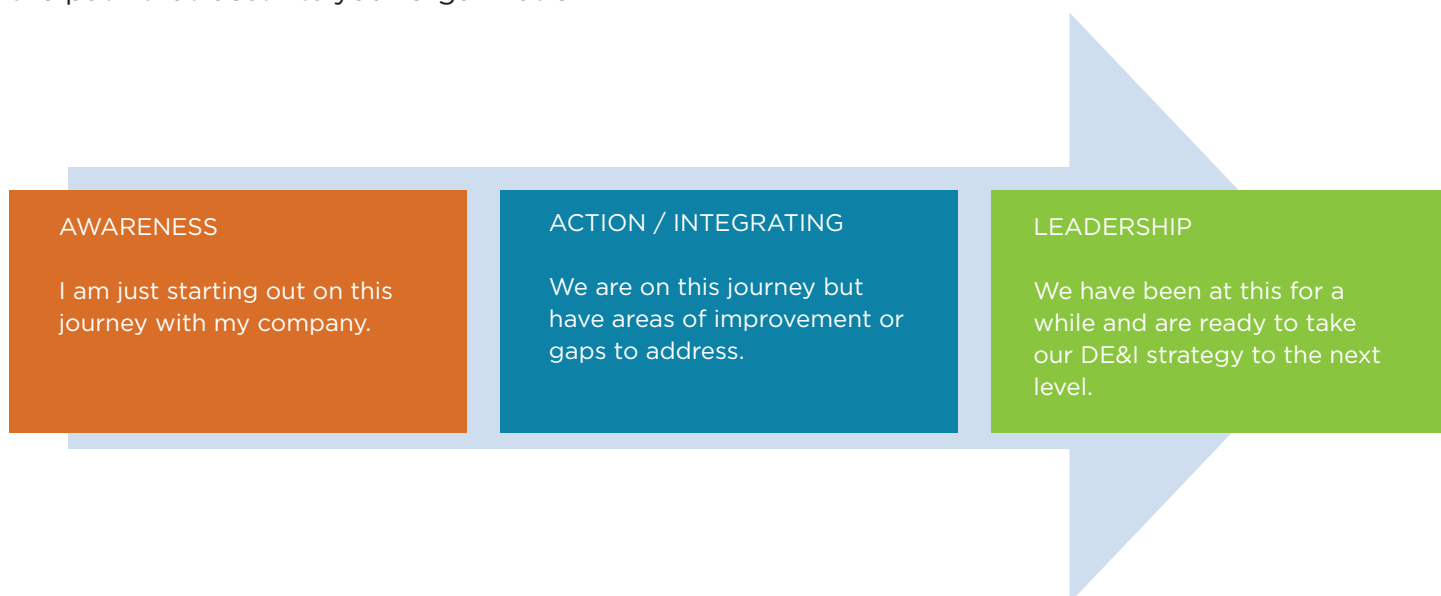 AWARENESS
I am just starting out on this
journey with my company.
ACTION / INTEGRATING
We are on this journey but
have areas of improvement or
gaps to address.
LEADERSHIP
We have been at this for a
while and are ready to take
our DE&I strategy to the next
level.